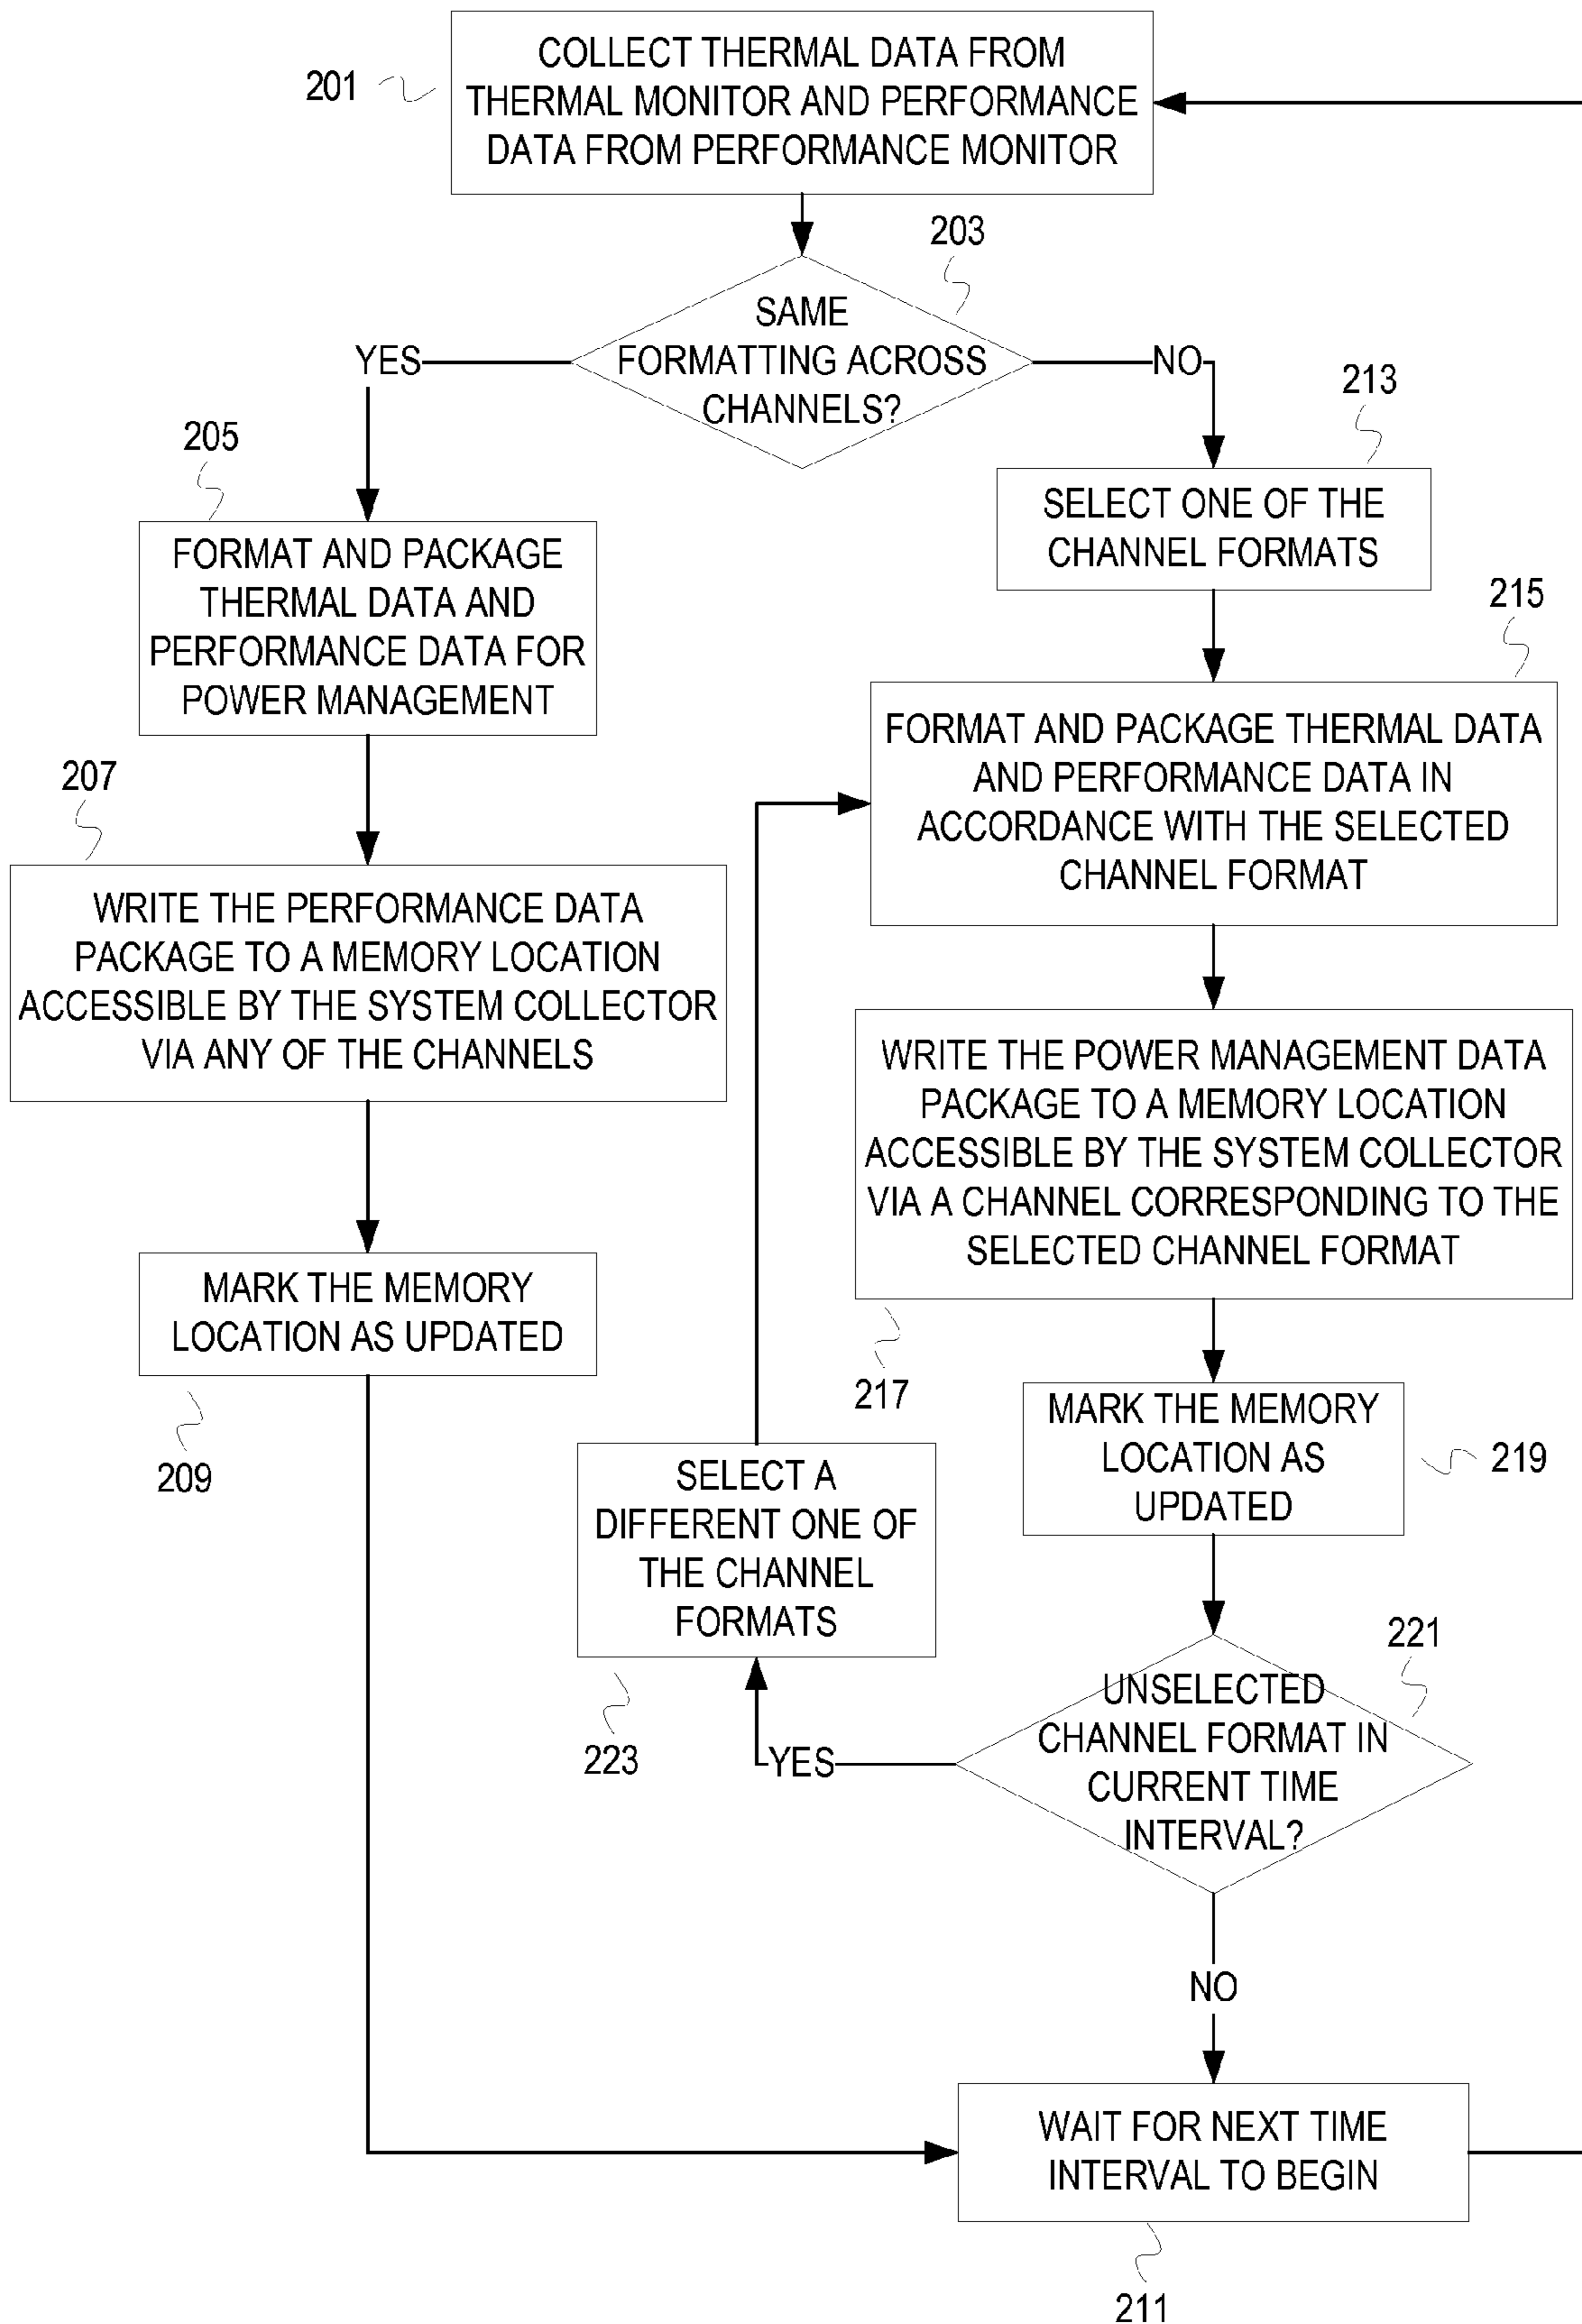 COLLECT THERMAL DATA FROM
THERMAL MONITOR AND PERFORMANCE
DATA FROM PERFORMANCE MONITOR
201
203
SAME
FORMATTING ACROSS
CHANNELS?
YES
NO
205
FORMAT AND PACKAGE
THERMAL DATA AND
PERFORMANCE DATA FOR
POWER MANAGEMENT
207
WRITE THE PERFORMANCE DATA
PACKAGE TO A MEMORY LOCATION
ACCESSIBLE BY THE SYSTEM COLLECTOR
VIA ANY OF THE CHANNELS
MARK THE MEMORY
LOCATION AS UPDATED
209
213
SELECT ONE OF THE
CHANNEL FORMATS
215
FORMAT AND PACKAGE THERMAL DATA
AND PERFORMANCE DATA IN
ACCORDANCE WITH THE SELECTED
CHANNEL FORMAT
WRITE THE POWER MANAGEMENT DATA
PACKAGE TO A MEMORY LOCATION
ACCESSIBLE BY THE SYSTEM COLLECTOR
VIA A CHANNEL CORRESPONDING TO THE
SELECTED CHANNEL FORMAT
217
MARK THE MEMORY
LOCATION AS
UPDATED
219
221
UNSELECTED
CHANNEL FORMAT IN
CURRENT TIME
INTERVAL?
YES
SELECT A
DIFFERENT ONE OF
THE CHANNEL
FORMATS
223
NO
WAIT FOR NEXT TIME
INTERVAL TO BEGIN
211